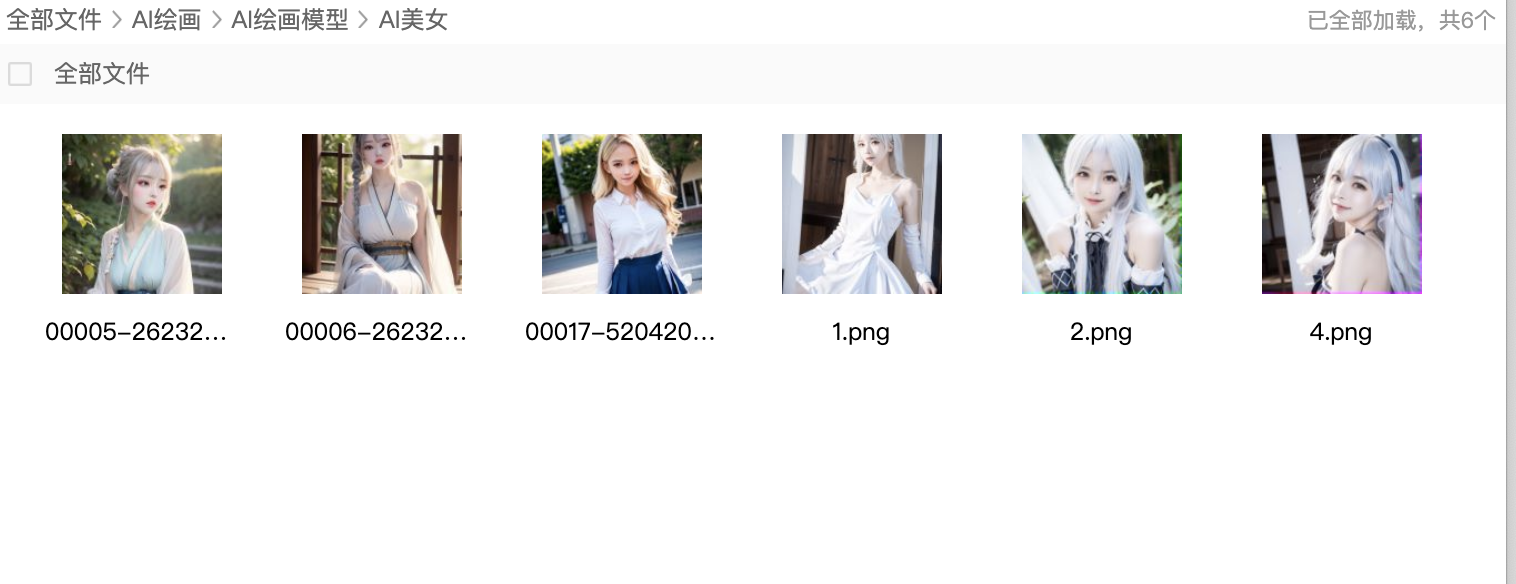 全部文件 > AI绘画 > AI绘画模型 > AI美女
已全部加载，共6个
全部文件
00005-26232...
00006-26232...
00017-520420...
1.png
2.png
4.png